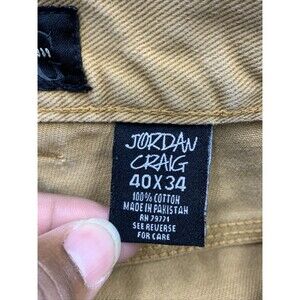 JORDAN
CRAIG
40X34
100% COTTON
MADE IN PAKISTAN
RN 79771
SEE REVERSE
FOR CARE